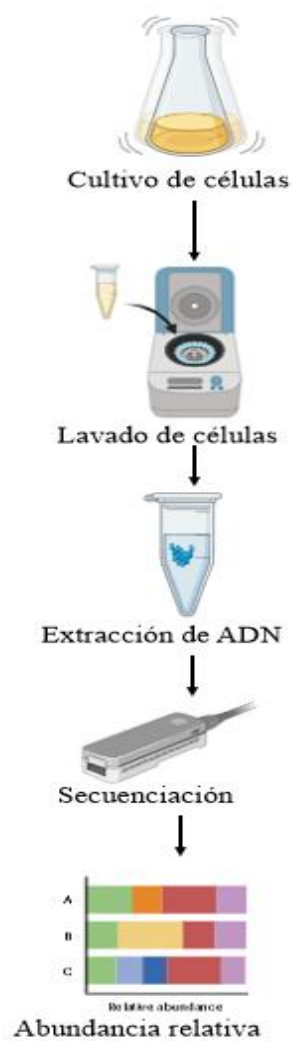 Cultivo de células
Lavado de células
Extracción de ADN
Secuenciación
A
B
C
Relative abundance
Abundancia relativa